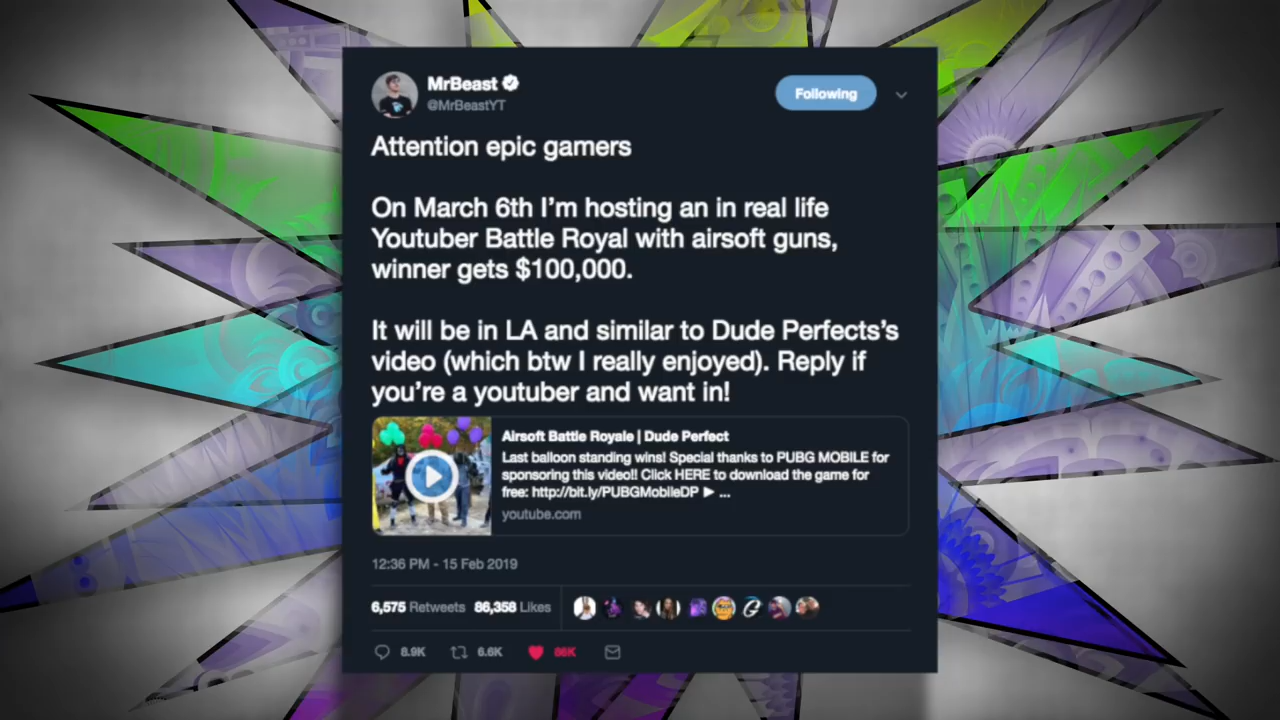 MrBeast
@MrBeastYT
Following
Attention epic gamers
On March 6th I'm hosting an in real life
Youtuber Battle Royal with airsoft guns,
winner gets $100,000.
It will be in LA and similar to Dude Perfects's
video (which btw I really enjoyed). Reply if
you're a youtuber and want in!
Airsoft Battle Royale | Dude Perfect
Last balloon standing wins! Special thanks to PUBG MOBILE for
sponsoring this video!! Click HERE to download the game for
free: http://bit.ly/PUBGMobileDP ► ...
youtube.com
12:36 PM - 15 Feb 2019
6,575 Retweets 86,358 Likes
8.9K 6.6K 86K